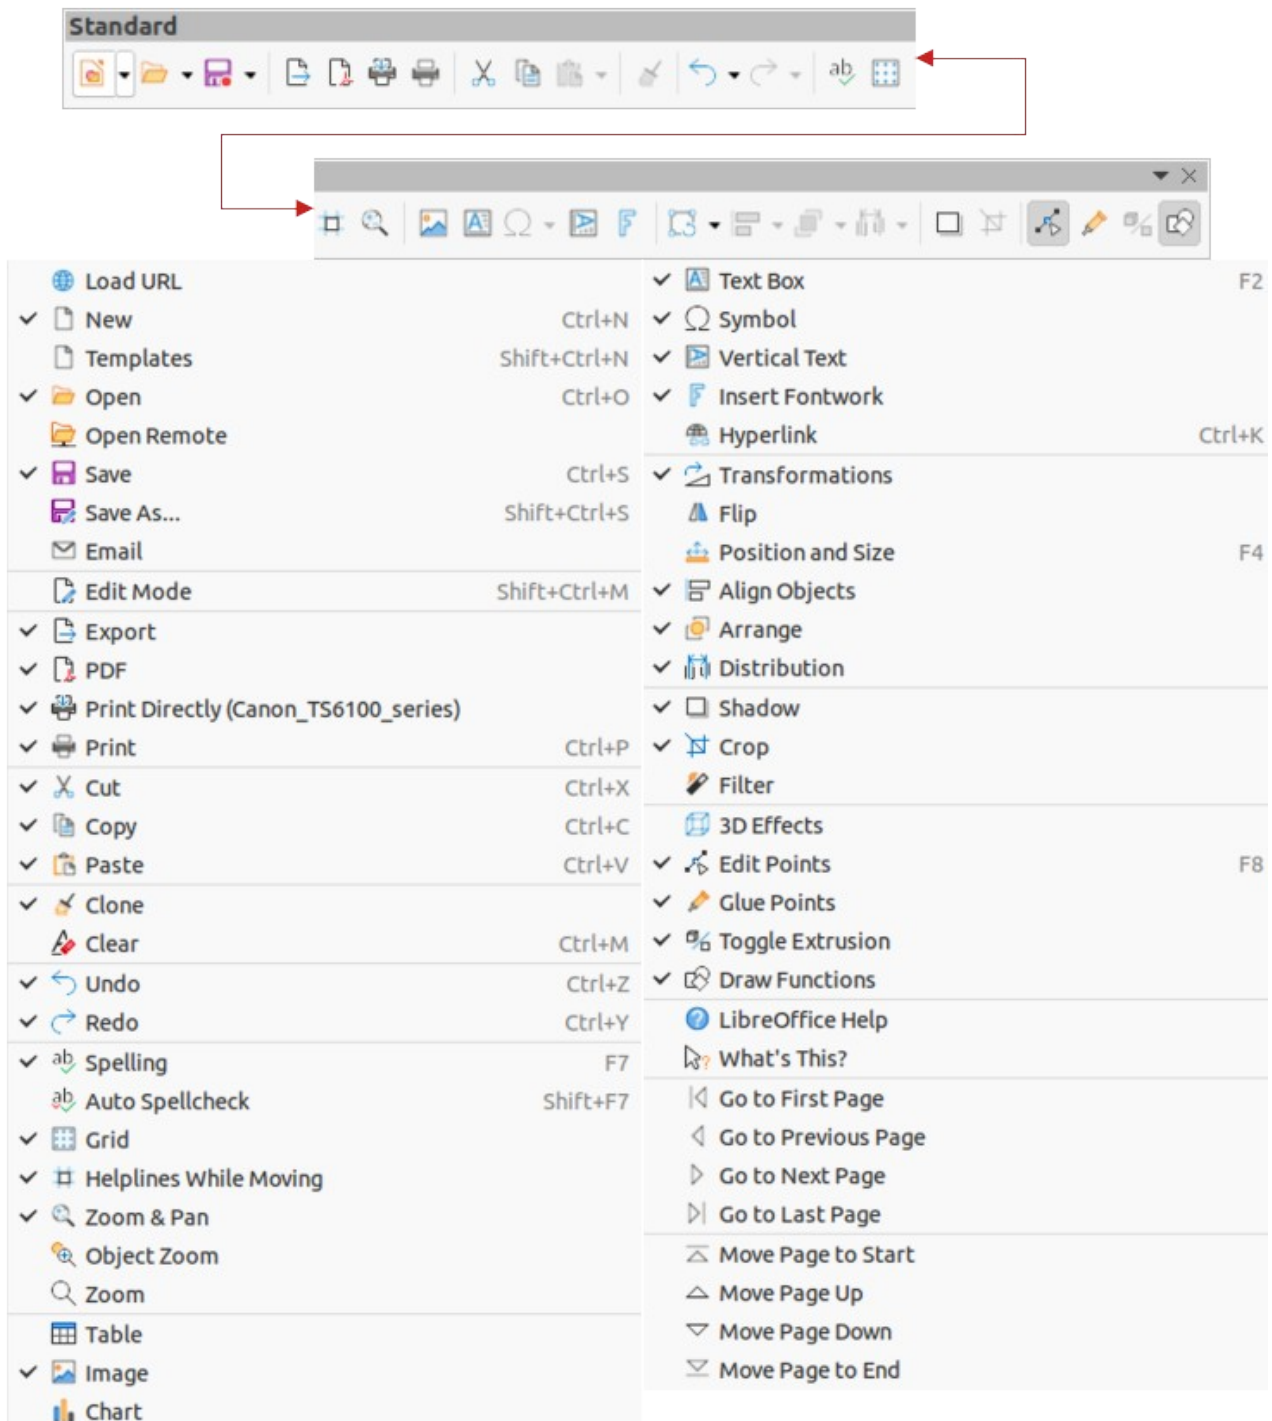 Standard
Load URL
New Ctrl+N
Templates Shift+Ctrl+N
Open Ctrl+O
Open Remote
Save Ctrl+S
Save As... Shift+Ctrl+S
Email
Edit Mode Shift+Ctrl+M
Export
PDF
Print Directly (Canon_TS6100_series)
Print Ctrl+P
Cut Ctrl+X
Copy Ctrl+C
Paste Ctrl+V
Clone
Clear Ctrl+M
Undo Ctrl+Z
Redo Ctrl+Y
Spelling F7
Auto Spellcheck Shift+F7
Grid
Helplines While Moving
Zoom & Pan
Object Zoom
Zoom
Table
Image
Chart
Text Box F2
Symbol
Vertical Text
Insert Fontwork
Hyperlink Ctrl+K
Transformations
Flip
Position and Size F4
Align Objects
Arrange
Distribution
Shadow
Crop
Filter
3D Effects
Edit Points F8
Glue Points
Toggle Extrusion
Draw Functions
LibreOffice Help
What's This?
Go to First Page
Go to Previous Page
Go to Next Page
Go to Last Page
Move Page to Start
Move Page Up
Move Page Down
Move Page to End